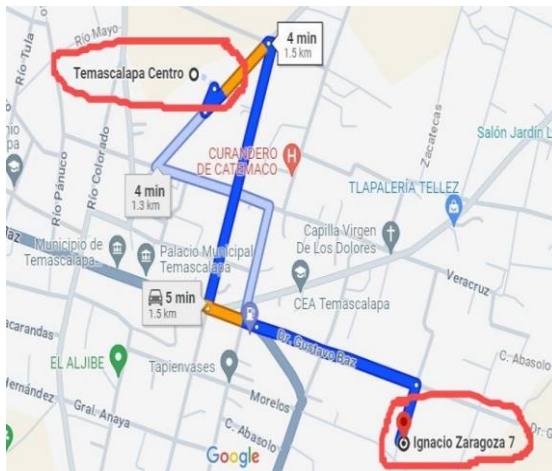 Río Mayo
Río Tula
4 min
1.5 km
Temascalapa Centro
Zacatecas
Salón Jardín L
CURANDERO
DE CATEMACO
Río Pánuco
Río Colorado
4 min
1.3 km
TLAPALERÍA TELLEZ
Capilla Virgen
De Los Dolores
Municipio de
Temascalapa
Palacio Municipal
Temascalapa
Veracruz
CEA Temascalapa
5 min
1.5 km
acarandas
Dr. Gustavo Baz
C. Abasolo
EL ALJIBE
Tapienvases
Morelos
Hernández
Gral. Anaya
C. Abasolo
Dr. G
Ignacio Zaragoza 7
Google